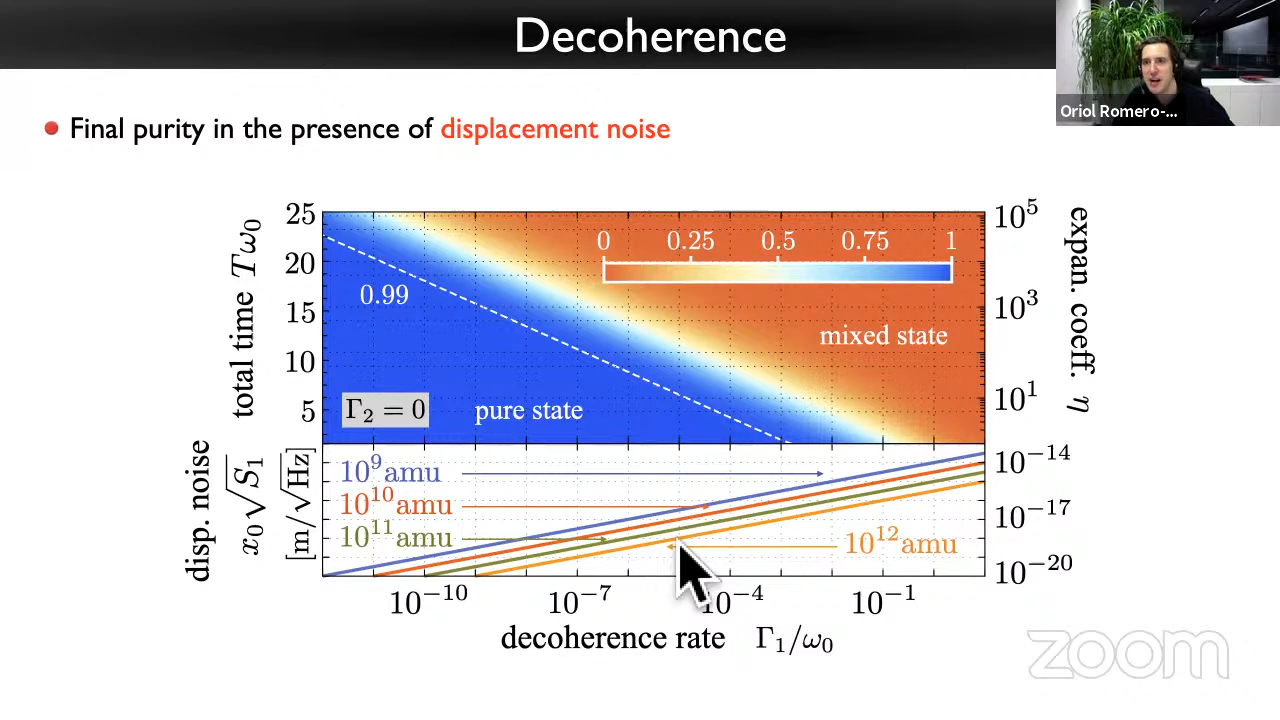 Decoherence
Oriol Romero-...
Final purity in the presence of displacement noise
total time Tω₀
25
20
15
10
5
0 0.25 0.5 0.75 1
0.99
mixed state
Γ₂ = 0
pure state
10⁵
10³
10¹
expan. coeff. η
disp. noise
x₀√S₁
[m/√Hz]
10⁹amu
10¹⁰amu
10¹¹amu
10¹²amu
10⁻¹⁴
10⁻¹⁷
10⁻²⁰
10⁻¹⁰ 10⁻⁷ 10⁻⁴ 10⁻¹
decoherence rate Γ₁/ω₀
zoom